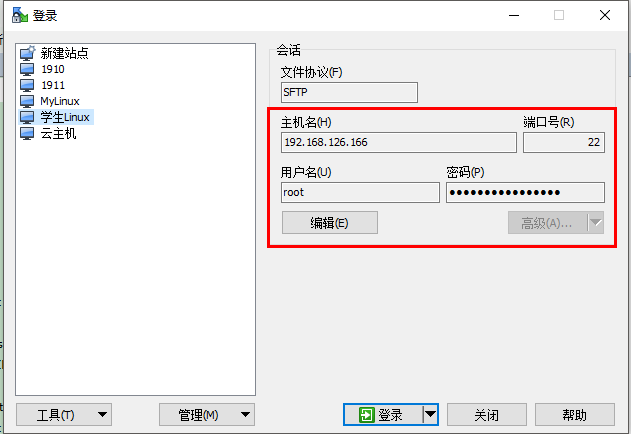 登录
新建站点
1910
1911
MyLinux
学生Linux
云主机
会话
文件协议(F)
SFTP
主机名(H) 端口号(R)
192.168.126.166 22
用户名(U) 密码(P)
root ●●●●●●●●●●●●●●●●
编辑(E) 高级(A)...
工具(T) 管理(M) 登录 关闭 帮助